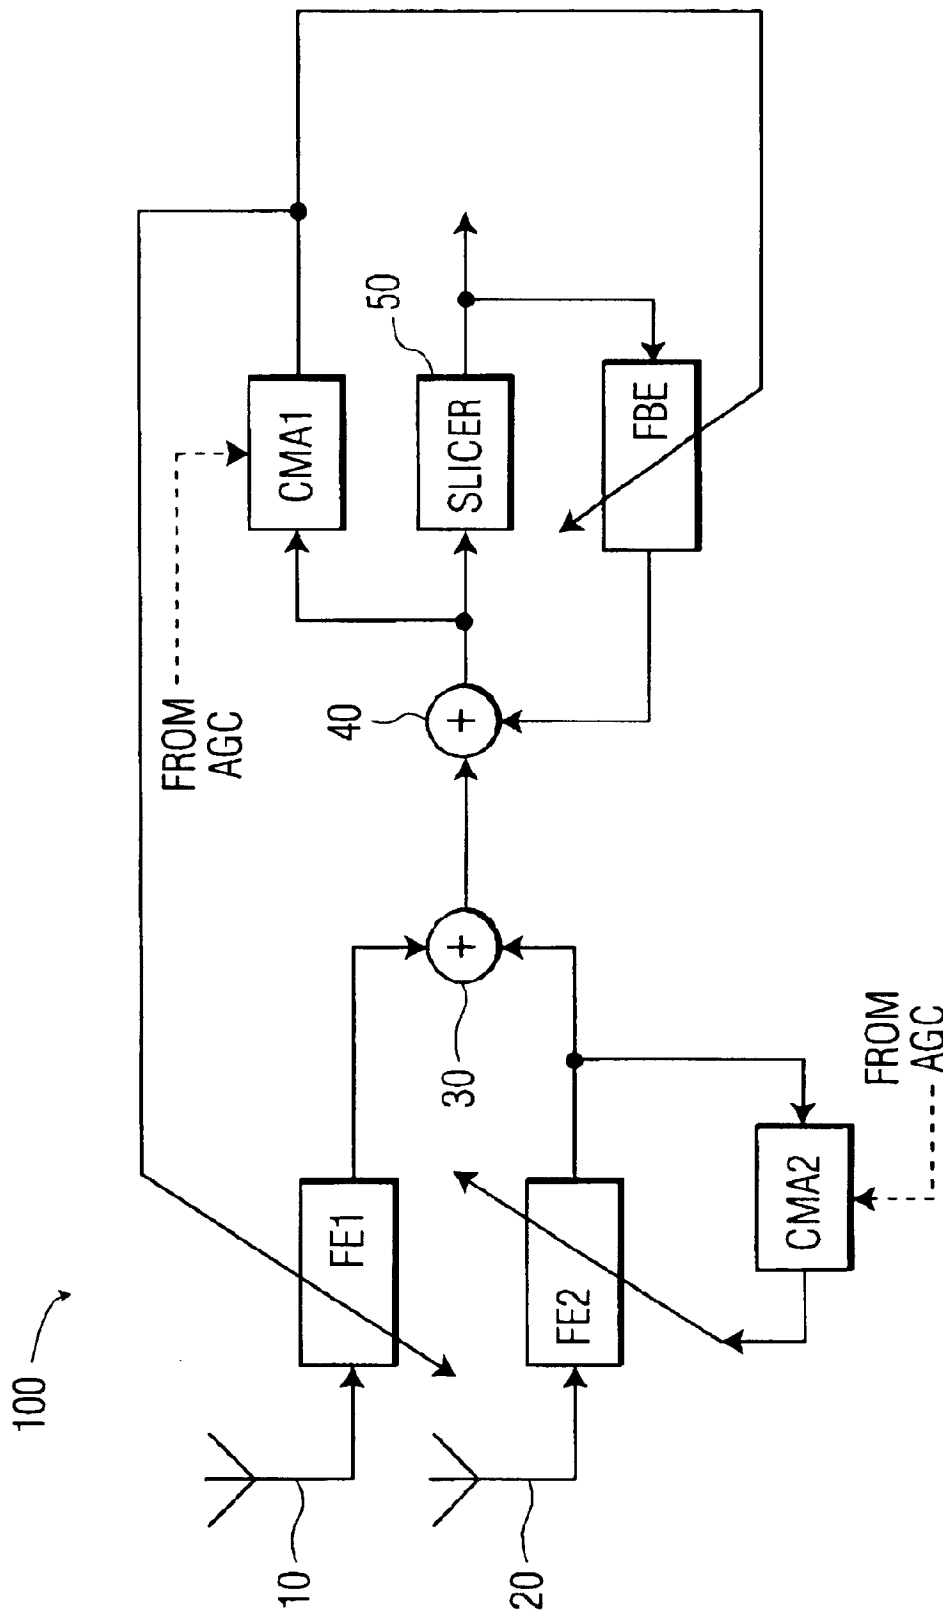 100
10
20
FE1
FE2
CMA2
FROM
AGC
30
40
FROM
AGC
CMA1
SLICER
50
FBE
+
+